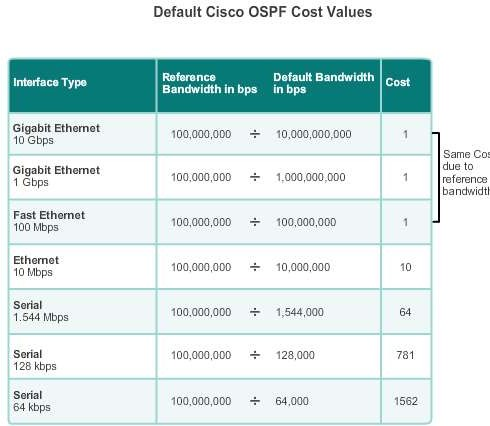 Default Cisco OSPF Cost Values
Interface Type Reference Bandwidth in bps Default Bandwidth in bps Cost
Gigabit Ethernet
10 Gbps 100,000,000 ÷ 10,000,000,000 1
Gigabit Ethernet
1 Gbps 100,000,000 ÷ 1,000,000,000 1
Fast Ethernet
100 Mbps 100,000,000 ÷ 100,000,000 1
Same Cos
due to
reference
bandwidth
Ethernet
10 Mbps 100,000,000 ÷ 10,000,000 10
Serial
1.544 Mbps 100,000,000 ÷ 1,544,000 64
Serial
128 kbps 100,000,000 ÷ 128,000 781
Serial
64 kbps 100,000,000 ÷ 64,000 1562